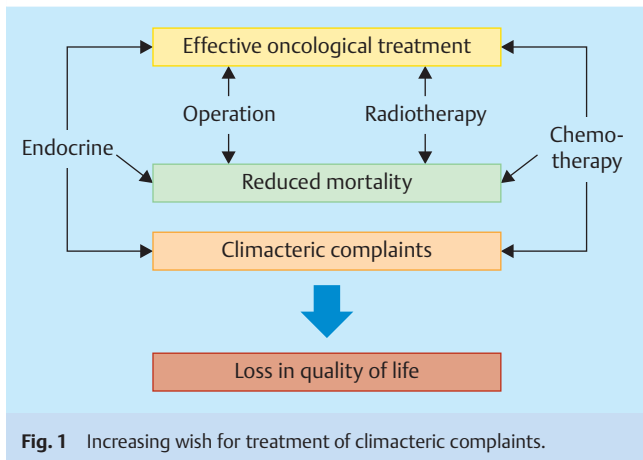 Effective oncological treatment
Operation
Radiotherapy
Endocrine
Chemo-
therapy
Reduced mortality
Climacteric complaints
Loss in quality of life
Fig. 1 Increasing wish for treatment of climacteric complaints.